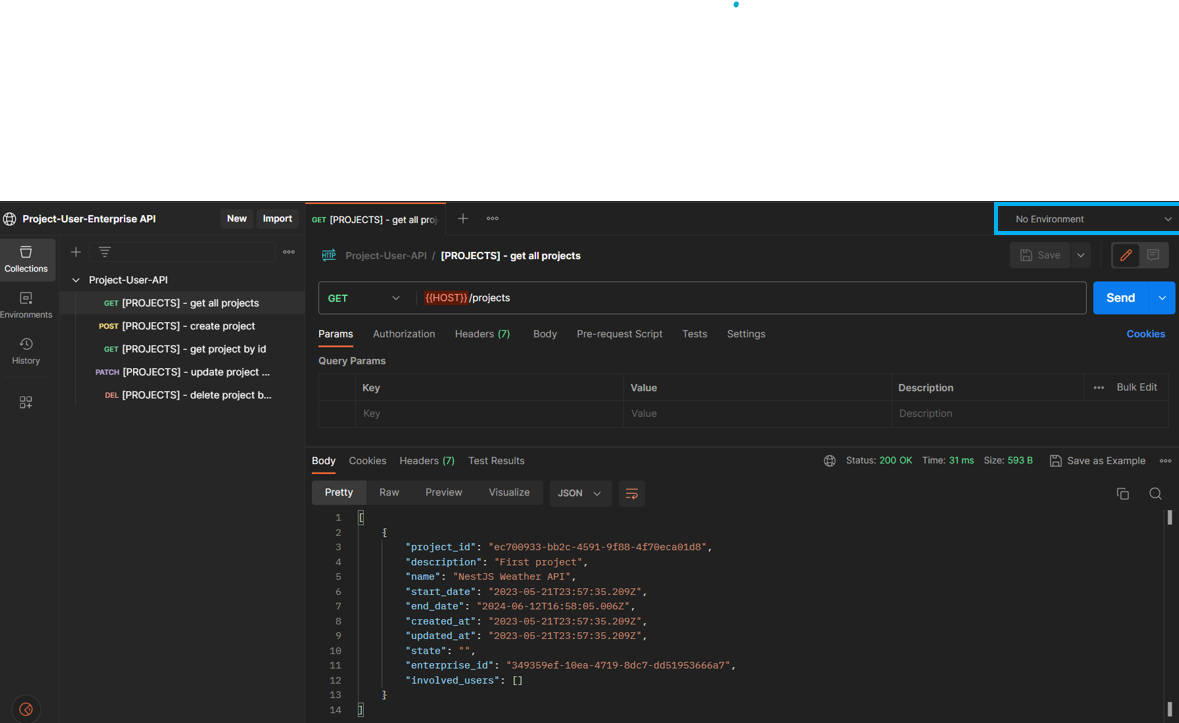 Project-User-Enterprise API
New
Import
GET [PROJECTS] - get all proj
No Environment
Collections
Environments
History
Project-User-API
GET [PROJECTS] - get all projects
POST [PROJECTS] - create project
GET [PROJECTS] - get project by id
PATCH [PROJECTS] - update project ...
DEL [PROJECTS] - delete project b...
HTTP Project-User-API / [PROJECTS] - get all projects
Save
GET {{HOST}}/projects
Send
Params Authorization Headers (7) Body Pre-request Script Tests Settings Cookies
Query Params
Key Value Description Bulk Edit
Key Value Description
Body Cookies Headers (7) Test Results Status: 200 OK Time: 31 ms Size: 593 B Save as Example
Pretty Raw Preview Visualize JSON
1 [
2 {
3 "project_id": "ec700933-bb2c-4591-9f88-4f70eca01d8",
4 "description": "First project",
5 "name": "NestJS Weather API",
6 "start_date": "2023-05-21T23:57:35.209Z",
7 "end_date": "2024-06-12T16:58:05.006Z",
8 "created_at": "2023-05-21T23:57:35.209Z",
9 "updated_at": "2023-05-21T23:57:35.209Z",
10 "state": "",
11 "enterprise_id": "349359ef-10ea-4719-8dc7-dd51953666a7",
12 "involved_users": []
13 }
14 ]